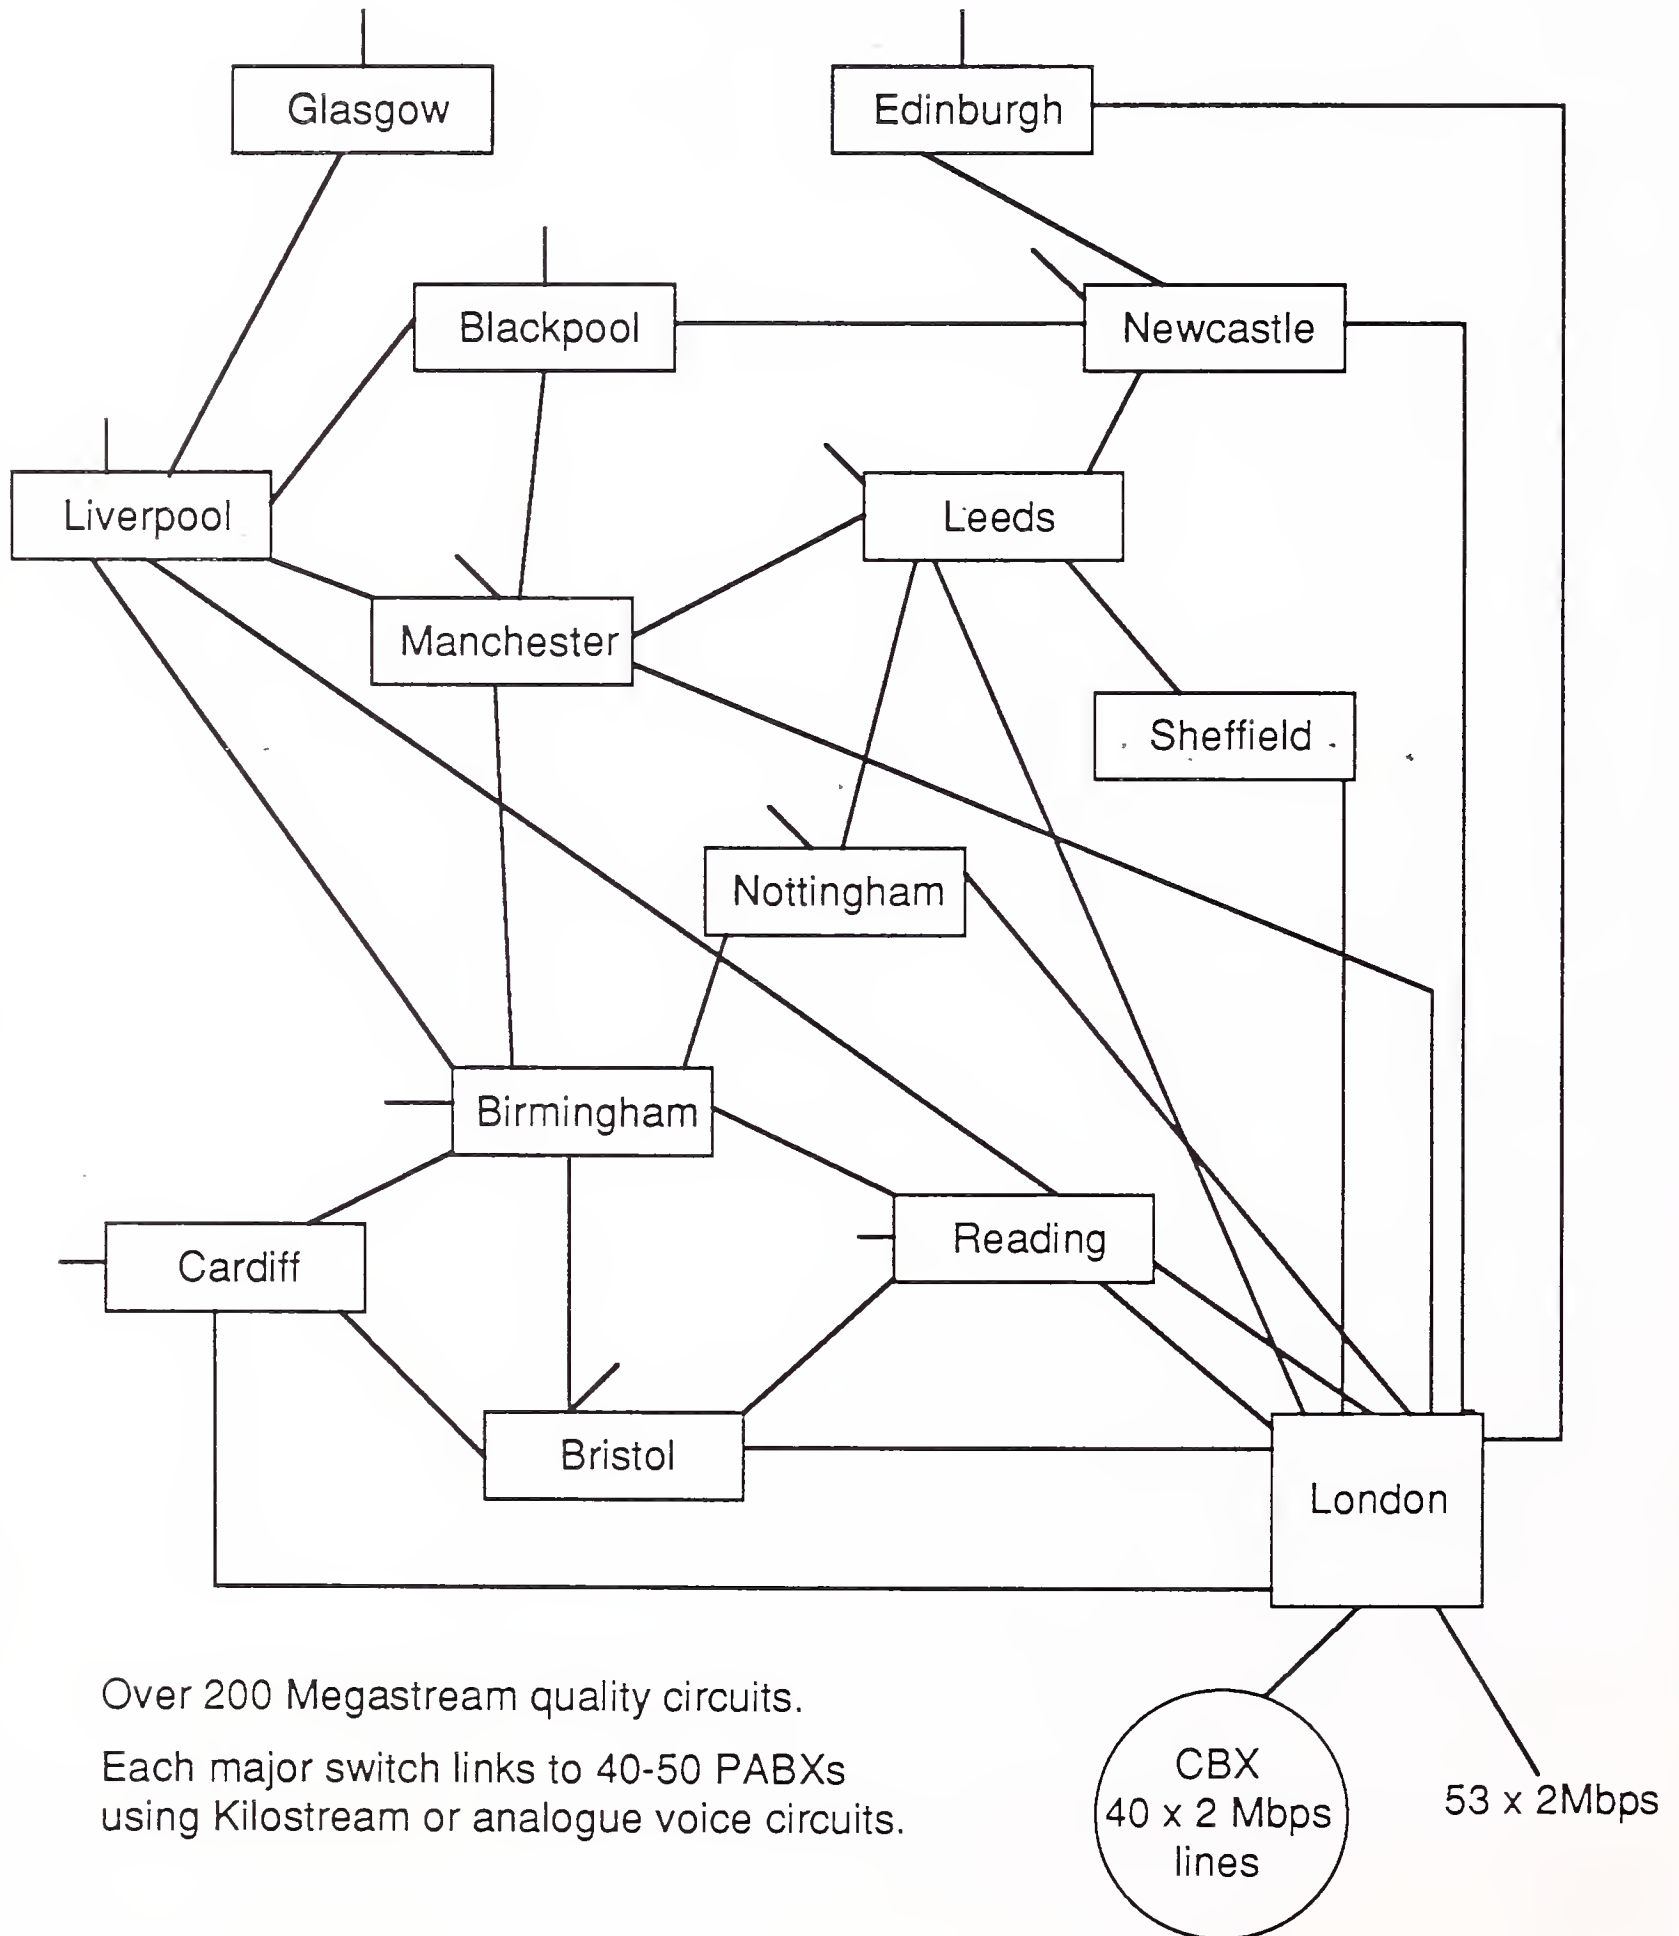 Glasgow
Edinburgh
Blackpool
Newcastle
Liverpool
Leeds
Manchester
Sheffield
Nottingham
Birmingham
Reading
Cardiff
Bristol
London
Over 200 Megastream quality circuits.
Each major switch links to 40-50 PABXs
using Kilostream or analogue voice circuits.
CBX
40 x 2 Mbps
lines
53 x 2Mbps